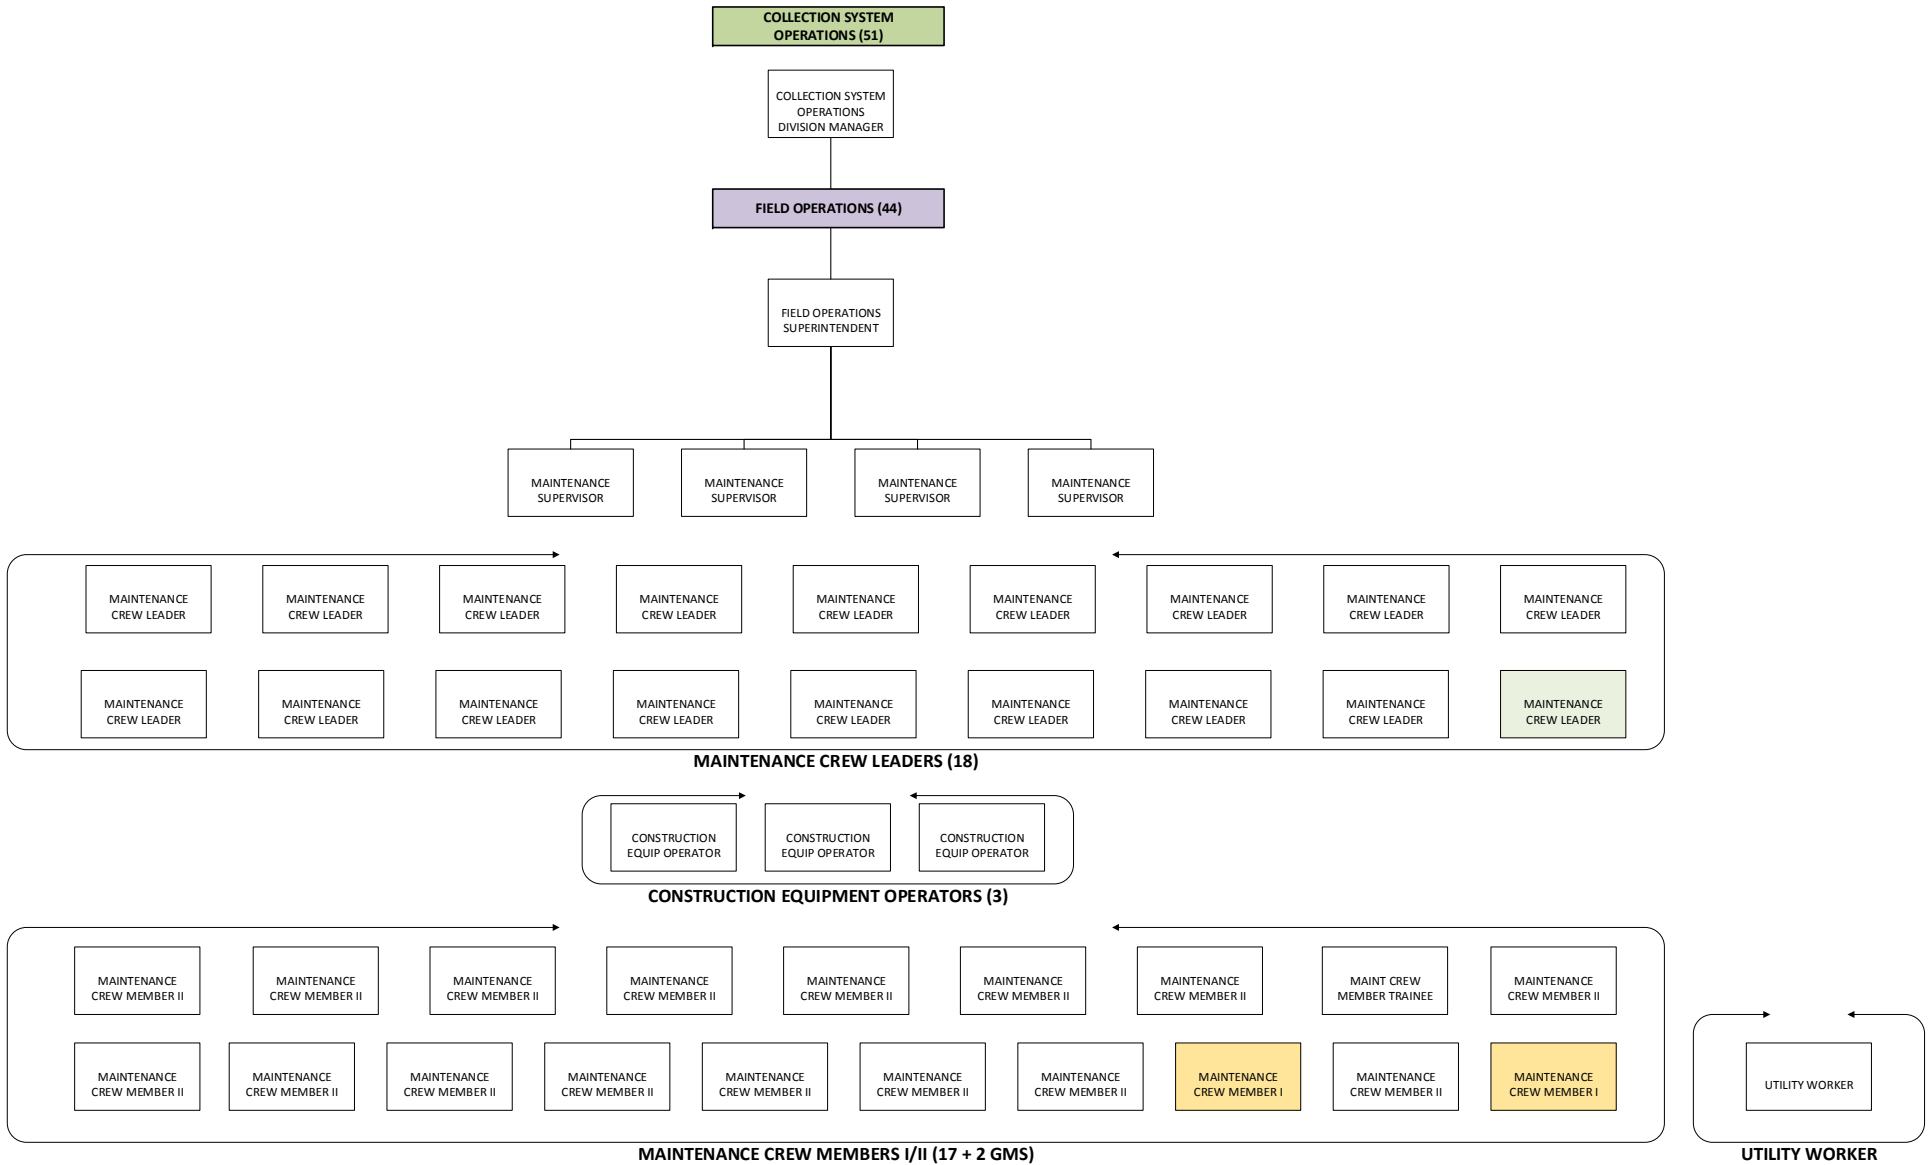 COLLECTION SYSTEM
OPERATIONS (51)
COLLECTION SYSTEM
OPERATIONS
DIVISION MANAGER
FIELD OPERATIONS (44)
FIELD OPERATIONS
SUPERINTENDENT
MAINTENANCE
SUPERVISOR
MAINTENANCE
SUPERVISOR
MAINTENANCE
SUPERVISOR
MAINTENANCE
SUPERVISOR
MAINTENANCE
CREW LEADER
MAINTENANCE
CREW LEADER
MAINTENANCE
CREW LEADER
MAINTENANCE
CREW LEADER
MAINTENANCE
CREW LEADER
MAINTENANCE
CREW LEADER
MAINTENANCE
CREW LEADER
MAINTENANCE
CREW LEADER
MAINTENANCE
CREW LEADER
MAINTENANCE
CREW LEADER
MAINTENANCE
CREW LEADER
MAINTENANCE
CREW LEADER
MAINTENANCE
CREW LEADER
MAINTENANCE
CREW LEADER
MAINTENANCE
CREW LEADER
MAINTENANCE
CREW LEADER
MAINTENANCE
CREW LEADER
MAINTENANCE
CREW LEADER
MAINTENANCE CREW LEADERS (18)
CONSTRUCTION
EQUIP OPERATOR
CONSTRUCTION
EQUIP OPERATOR
CONSTRUCTION
EQUIP OPERATOR
CONSTRUCTION EQUIPMENT OPERATORS (3)
MAINTENANCE
CREW MEMBER II
MAINTENANCE
CREW MEMBER II
MAINTENANCE
CREW MEMBER II
MAINTENANCE
CREW MEMBER II
MAINTENANCE
CREW MEMBER II
MAINTENANCE
CREW MEMBER II
MAINTENANCE
CREW MEMBER II
MAINT CREW
MEMBER TRAINEE
MAINTENANCE
CREW MEMBER II
MAINTENANCE
CREW MEMBER II
MAINTENANCE
CREW MEMBER II
MAINTENANCE
CREW MEMBER II
MAINTENANCE
CREW MEMBER II
MAINTENANCE
CREW MEMBER II
MAINTENANCE
CREW MEMBER II
MAINTENANCE
CREW MEMBER II
MAINTENANCE
CREW MEMBER I
MAINTENANCE
CREW MEMBER II
MAINTENANCE
CREW MEMBER I
MAINTENANCE CREW MEMBERS I/II (17 + 2 GMS)
UTILITY WORKER
UTILITY WORKER